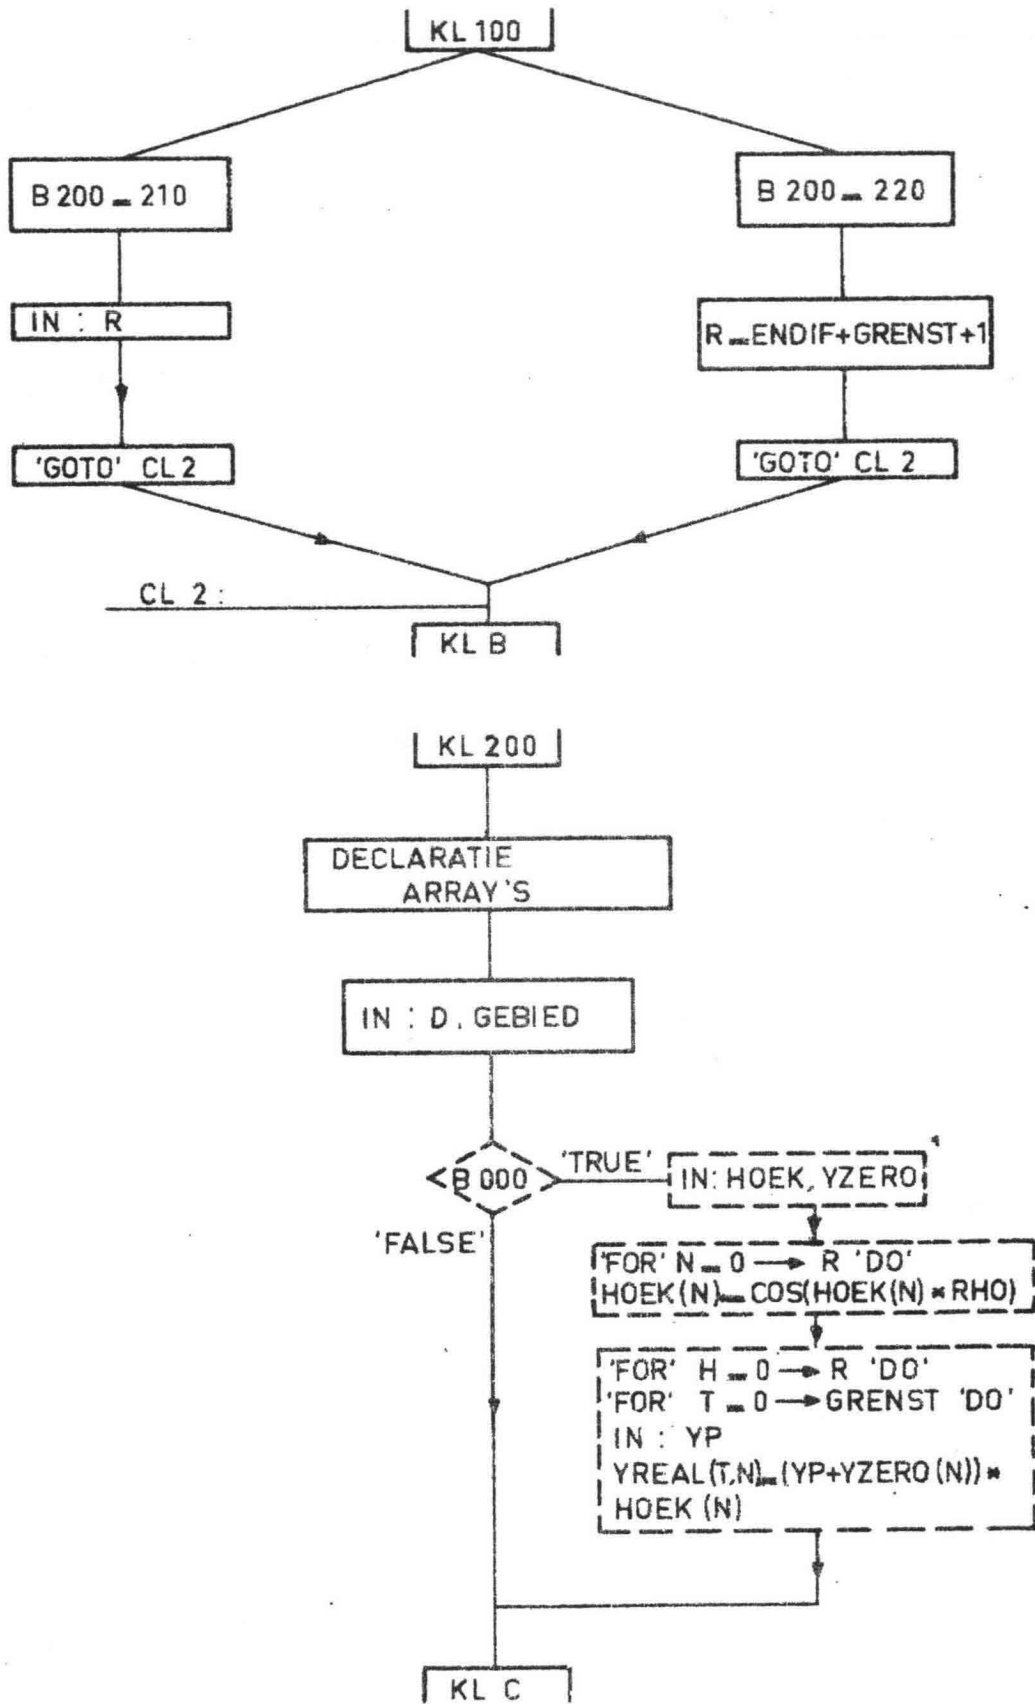 KL 100
B 200 = 210
B 200 = 220
IN : R
R = ENDIF+GRENST+1
'GOTO' CL 2
'GOTO' CL 2
CL 2 :
KL B
KL 200
DECLARATIE
ARRAY'S
IN : D, GEBIED
B 000
'TRUE'
IN: HOEK, YZERO
'FALSE'
'FOR' N = 0 → R 'DO'
HOEK (N) = COS(HOEK(N) * RHO)
'FOR' H = 0 → R 'DO'
'FOR' T = 0 → GRENST 'DO'
IN : YP
YREAL(T,N) = (YP+YZERO (N)) *
HOEK (N)
KL C